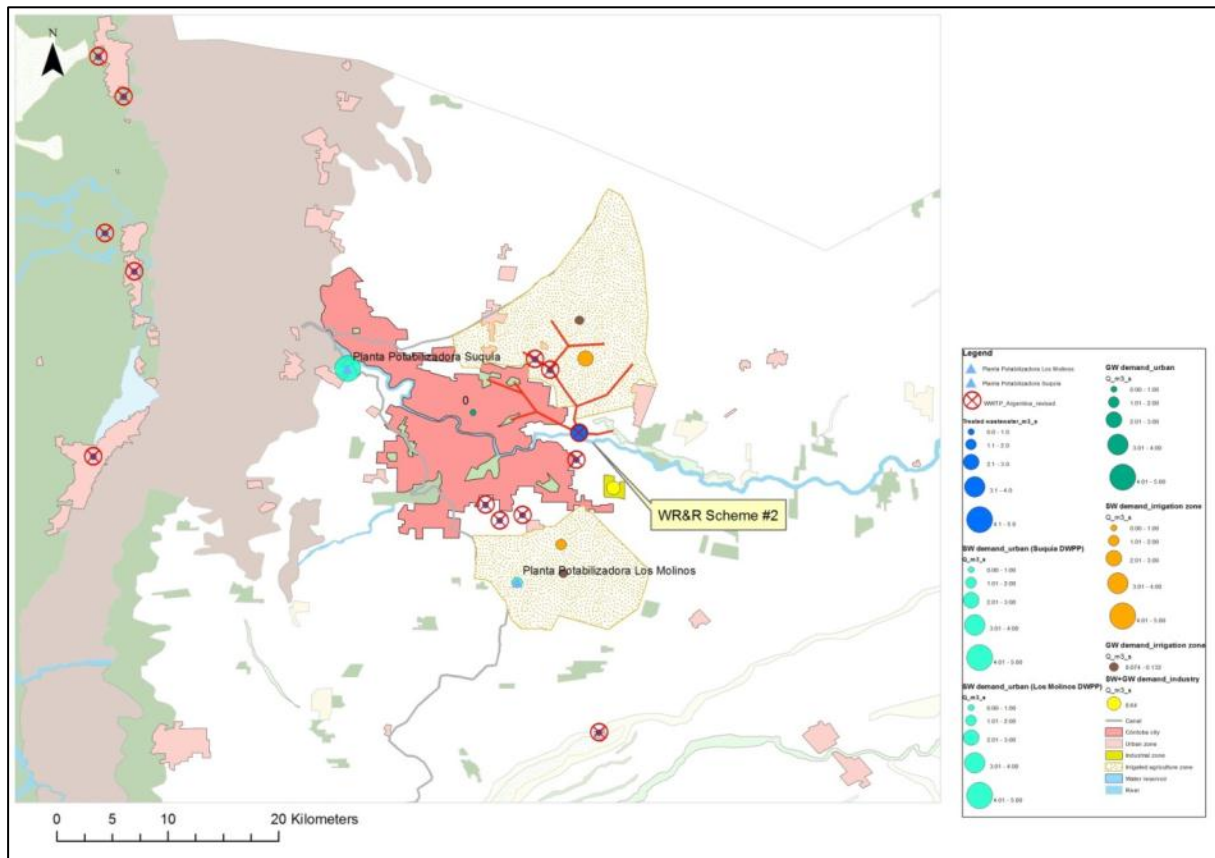 N
Planta Potabilizadora Suquía
0
WR&R Scheme #2
Planta Potabilizadora Los Molinos
0 5 10 20 Kilometers
Legend
Planta Potabilizadora Los Molinos
Planta Potabilizadora Suquia
WWTP_Argentina_revised
Treated wastewater_m3_s
0.0 - 1.0
1.1 - 2.0
2.1 - 3.0
3.1 - 4.0
4.1 - 5.0
SW demand_urban (Suquia DWPP)
Q_m3_s
0.00 - 1.00
1.01 - 2.00
2.01 - 3.00
3.01 - 4.00
4.01 - 5.00
SW demand_urban (Los Molinos DWPP)
Q_m3_s
0.00 - 1.00
1.01 - 2.00
2.01 - 3.00
3.01 - 4.00
4.01 - 5.00
GW demand_urban
Q_m3_s
0.00 - 1.00
1.01 - 2.00
2.01 - 3.00
3.01 - 4.00
4.01 - 5.00
SW demand_irrigation zone
Q_m3_s
0.00 - 1.00
1.01 - 2.00
2.01 - 3.00
3.01 - 4.00
4.01 - 5.00
GW demand_irrigation zone
Q_m3_s
SW+GW demand_industry
Q_m3_s
Canal
Córdoba city
Urban zone
Industrial zone
Irrigated agriculture zone
Water reservoir
River